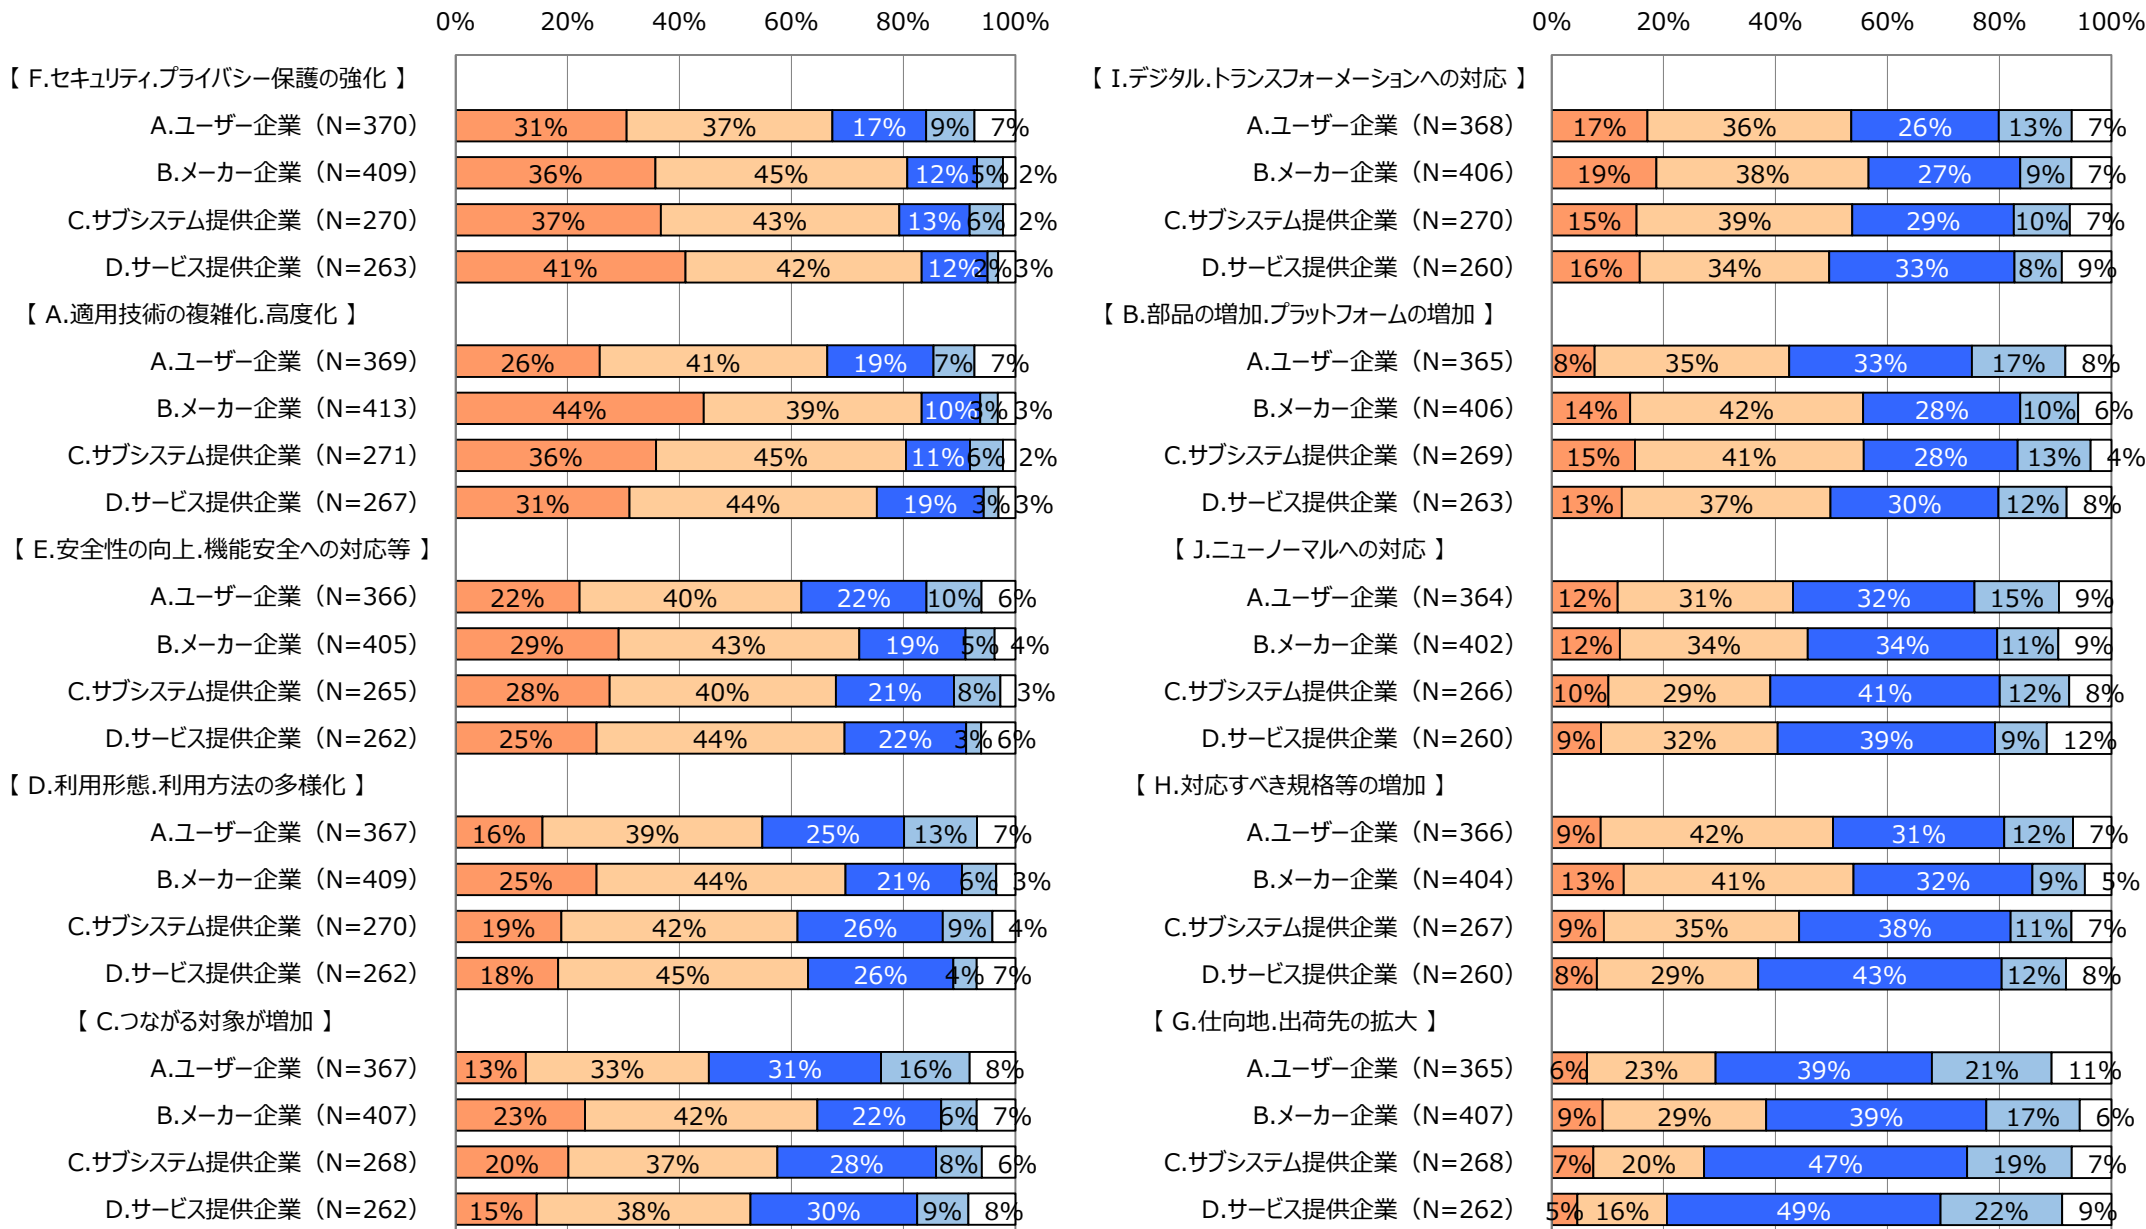 0% 20% 40% 60% 80% 100%
【 F.セキュリティ.プライバシー保護の強化 】
A.ユーザー企業（N=370） 31% 37% 17% 9% 7%
B.メーカー企業（N=409） 36% 45% 12% 5% 2%
C.サブシステム提供企業（N=270） 37% 43% 13% 6% 2%
D.サービス提供企業（N=263） 41% 42% 12% 2% 3%
【 A.適用技術の複雑化.高度化 】
A.ユーザー企業（N=369） 26% 41% 19% 7% 7%
B.メーカー企業（N=413） 44% 39% 10% 3% 3%
C.サブシステム提供企業（N=271） 36% 45% 11% 6% 2%
D.サービス提供企業（N=267） 31% 44% 19% 3% 3%
【 E.安全性の向上.機能安全への対応等 】
A.ユーザー企業（N=366） 22% 40% 22% 10% 6%
B.メーカー企業（N=405） 29% 43% 19% 5% 4%
C.サブシステム提供企業（N=265） 28% 40% 21% 8% 3%
D.サービス提供企業（N=262） 25% 44% 22% 3% 6%
【 D.利用形態.利用方法の多様化 】
A.ユーザー企業（N=367） 16% 39% 25% 13% 7%
B.メーカー企業（N=409） 25% 44% 21% 6% 3%
C.サブシステム提供企業（N=270） 19% 42% 26% 9% 4%
D.サービス提供企業（N=262） 18% 45% 26% 4% 7%
【 C.つながる対象が増加 】
A.ユーザー企業（N=367） 13% 33% 31% 16% 8%
B.メーカー企業（N=407） 23% 42% 22% 6% 7%
C.サブシステム提供企業（N=268） 20% 37% 28% 8% 6%
D.サービス提供企業（N=262） 15% 38% 30% 9% 8%
0% 20% 40% 60% 80% 100%
【 I.デジタル.トランスフォーメーションへの対応 】
A.ユーザー企業（N=368） 17% 36% 26% 13% 7%
B.メーカー企業（N=406） 19% 38% 27% 9% 7%
C.サブシステム提供企業（N=270） 15% 39% 29% 10% 7%
D.サービス提供企業（N=260） 16% 34% 33% 8% 9%
【 B.部品の増加.プラットフォームの増加 】
A.ユーザー企業（N=365） 8% 35% 33% 17% 8%
B.メーカー企業（N=406） 14% 42% 28% 10% 6%
C.サブシステム提供企業（N=269） 15% 41% 28% 13% 4%
D.サービス提供企業（N=263） 13% 37% 30% 12% 8%
【 J.ニューノーマルへの対応 】
A.ユーザー企業（N=364） 12% 31% 32% 15% 9%
B.メーカー企業（N=402） 12% 34% 34% 11% 9%
C.サブシステム提供企業（N=266） 10% 29% 41% 12% 8%
D.サービス提供企業（N=260） 9% 32% 39% 9% 12%
【 H.対応すべき規格等の増加 】
A.ユーザー企業（N=366） 9% 42% 31% 12% 7%
B.メーカー企業（N=404） 13% 41% 32% 9% 5%
C.サブシステム提供企業（N=267） 9% 35% 38% 11% 7%
D.サービス提供企業（N=260） 8% 29% 43% 12% 8%
【 G.仕向地.出荷先の拡大 】
A.ユーザー企業（N=365） 6% 23% 39% 21% 11%
B.メーカー企業（N=407） 9% 29% 39% 17% 6%
C.サブシステム提供企業（N=268） 7% 20% 47% 19% 7%
D.サービス提供企業（N=262） 5% 16% 49% 22% 9%